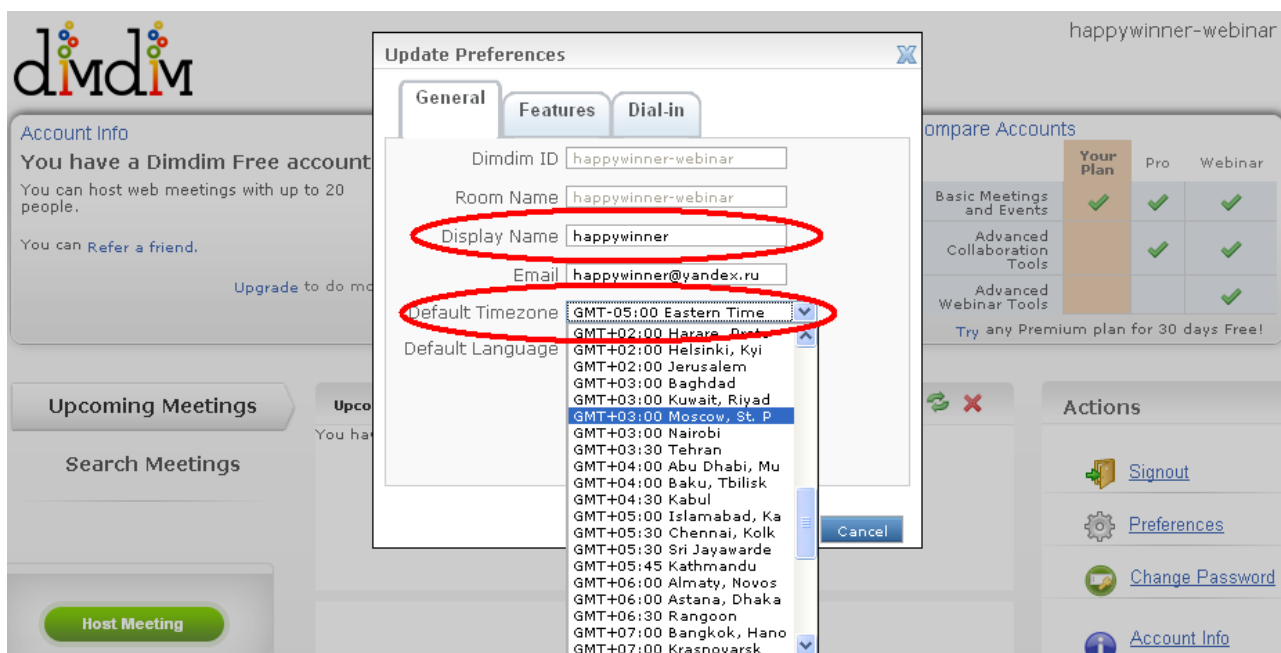 dimdim
happywinner-webinar
Account Info
You have a Dimdim Free account
You can host web meetings with up to 20
people.
You can Refer a friend.
Upgrade to do mo
Update Preferences
General
Features
Dial-in
Dimdim ID happywinner-webinar
Room Name happywinner-webinar
Display Name happywinner
Email happywinner@yandex.ru
Default Timezone GMT-05:00 Eastern Time
Default Language
GMT+02:00 Harare, Preto
GMT+02:00 Helsinki, Kyi
GMT+02:00 Jerusalem
GMT+03:00 Baghdad
GMT+03:00 Kuwait, Riyad
GMT+03:00 Moscow, St. P
GMT+03:00 Nairobi
GMT+03:30 Tehran
GMT+04:00 Abu Dhabi, Mu
GMT+04:00 Baku, Tbilisk
GMT+04:30 Kabul
GMT+05:00 Islamabad, Ka
GMT+05:30 Chennai, Kolk
GMT+05:30 Sri Jayawarde
GMT+05:45 Kathmandu
GMT+06:00 Almaty, Novos
GMT+06:00 Astana, Dhaka
GMT+06:30 Rangoon
GMT+07:00 Bangkok, Hano
GMT+07:00 Krasnoyarsk
Cancel
ompare Accounts
Your
Plan
Pro
Webinar
Basic Meetings
and Events
Advanced
Collaboration
Tools
Advanced
Webinar Tools
Try any Premium plan for 30 days Free!
Upcoming Meetings
Search Meetings
Host Meeting
Upco
You ha
Actions
Signout
Preferences
Change Password
Account Info